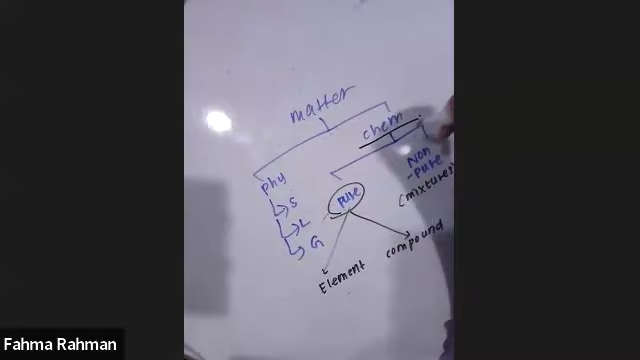 matter
chem
phy
Non
-pure
(mixtures)
→S
→L
→G
pure
Element
compound
Fahma Rahman